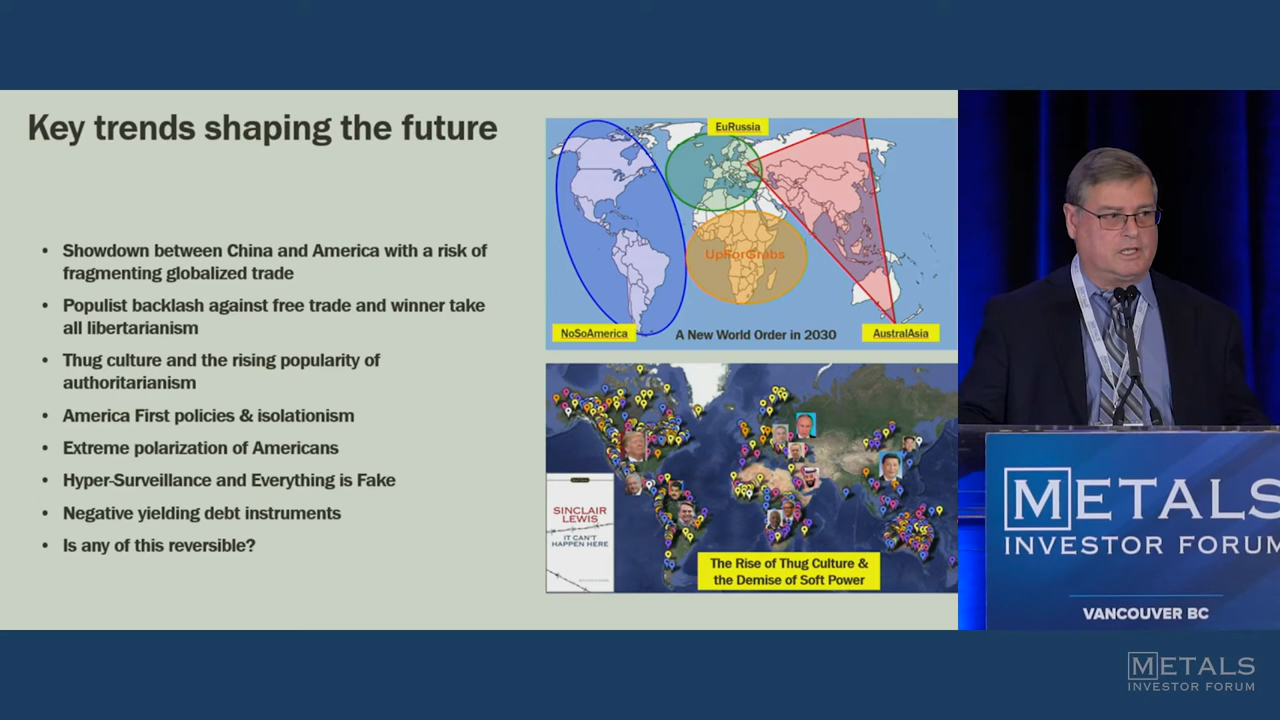 Key trends shaping the future
• Showdown between China and America with a risk of
fragmenting globalized trade
• Populist backlash against free trade and winner take
all libertarianism
• Thug culture and the rising popularity of
authoritarianism
• America First policies & isolationism
• Extreme polarization of Americans
• Hyper-Surveillance and Everything is Fake
• Negative yielding debt instruments
• Is any of this reversible?
EuRussia
UpForGrabs
NoSoAmerica
A New World Order in 2030
AustralAsia
SINCLAIR
LEWIS
IT CAN'T
HAPPEN HERE
The Rise of Thug Culture &
the Demise of Soft Power
METALS
INVESTOR FORUM
VANCOUVER BC
METALS
INVESTOR FORUM